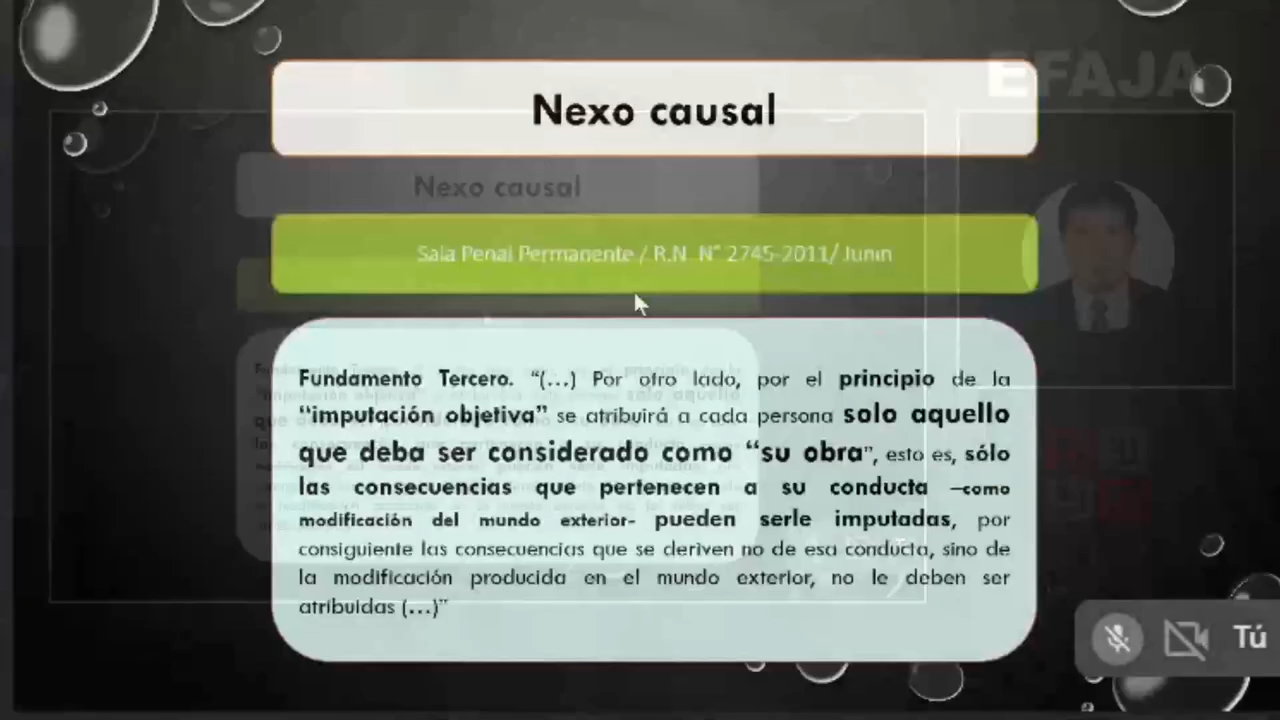 EFAJA
Nexo causal
Nexo causal
Sala Penal Permanente / R.N. N° 2745-2011/ Junin
Fundamento Tercero. “(...) Por otro lado, por el principio de la
“imputación objetiva” se atribuirá a cada persona solo aquello
que deba ser considerado como “su obra”, esto es, sólo
las consecuencias que pertenecen a su conducta –como
modificación del mundo exterior- pueden serle imputadas, por
consiguiente las consecuencias que se deriven no de esa conducta, sino de
la modificación producida en el mundo exterior, no le deben ser
atribuidas (...)”
Tú